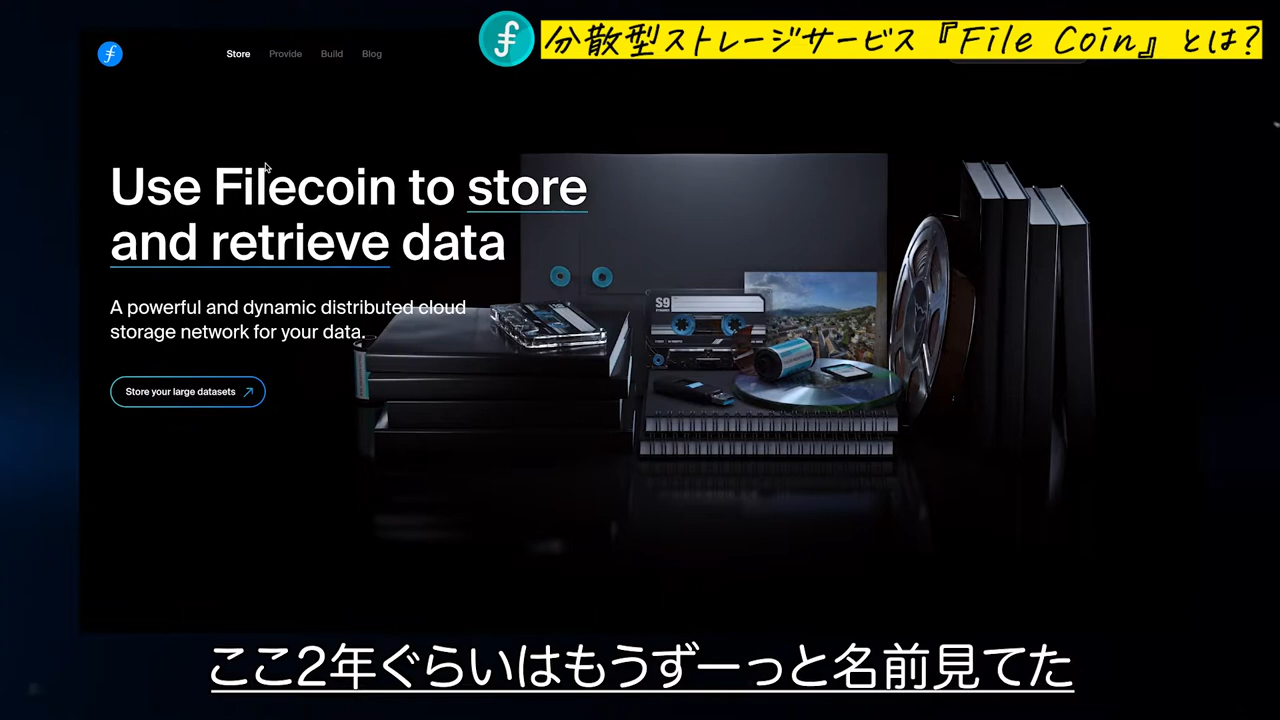 分散型ストレージサービス『File Coin』とは?
Store
Provide
Build
Blog
Use Filecoin to store
and retrieve data
A powerful and dynamic distributed cloud
storage network for your data.
Store your large datasets
S9
ここ2年ぐらいはもうずーっと名前見てた